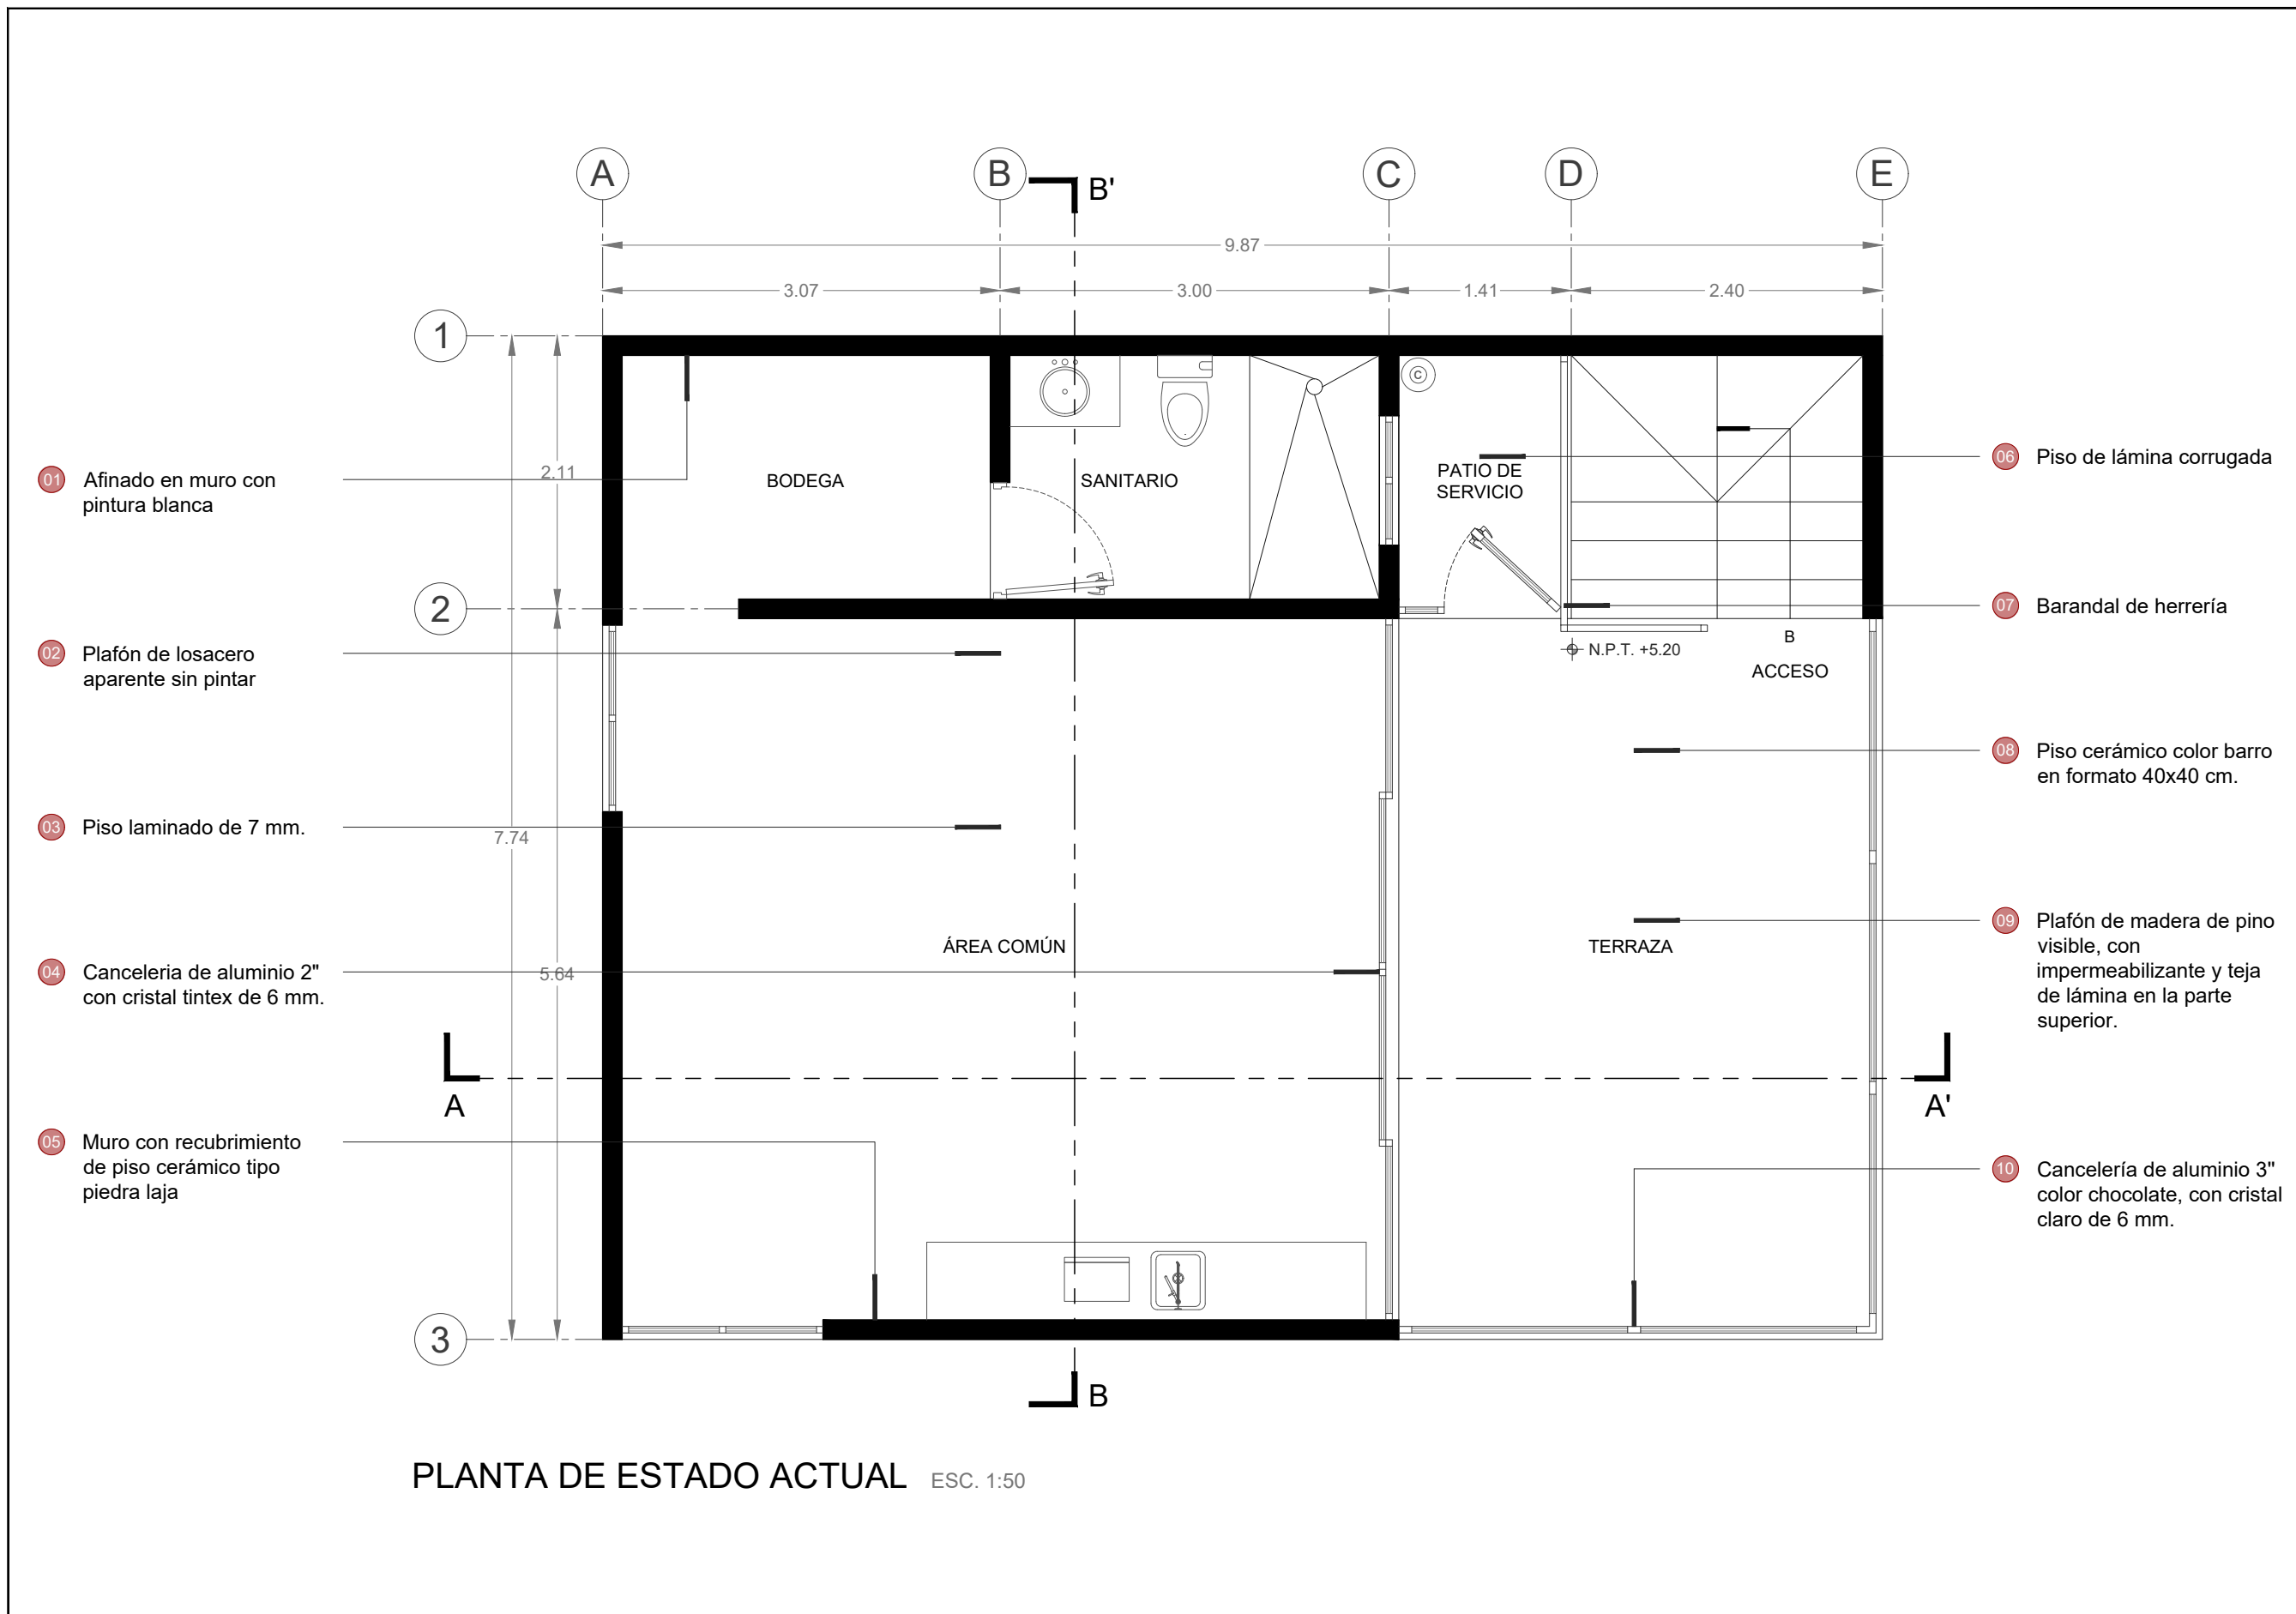 A
B
C
D
E
B'
9.87
3.07
3.00
1.41
2.40
1
2
3
2.11
7.74
5.64
01 Afinado en muro con
pintura blanca
02 Plafón de losacero
aparente sin pintar
03 Piso laminado de 7 mm.
04 Canceleria de aluminio 2"
con cristal tintex de 6 mm.
05 Muro con recubrimiento
de piso cerámico tipo
piedra laja
BODEGA
SANITARIO
C
PATIO DE
SERVICIO
N.P.T. +5.20
B
ACCESO
ÁREA COMÚN
TERRAZA
06 Piso de lámina corrugada
07 Barandal de herrería
08 Piso cerámico color barro
en formato 40x40 cm.
09 Plafón de madera de pino
visible, con
impermeabilizante y teja
de lámina en la parte
superior.
10 Cancelería de aluminio 3"
color chocolate, con cristal
claro de 6 mm.
A
A'
B
PLANTA DE ESTADO ACTUAL ESC. 1:50